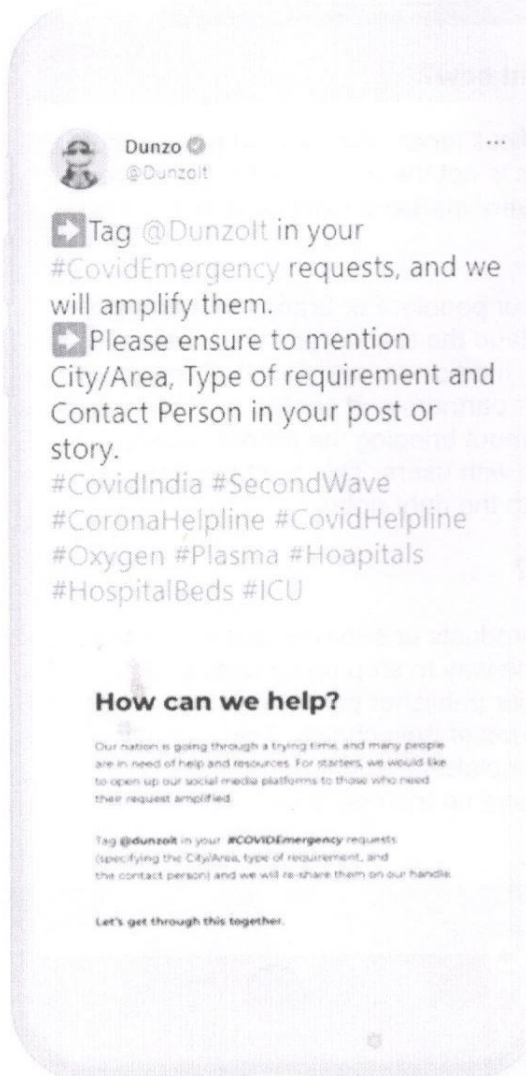 Dunzo
@DunzoIt
...
➡Tag @DunzoIt in your
#CovidEmergency requests, and we
will amplify them.
➡Please ensure to mention
City/Area, Type of requirement and
Contact Person in your post or
story.
#CovidIndia #SecondWave
#CoronaHelpline #CovidHelpline
#Oxygen #Plasma #Hoapitals
#HospitalBeds #ICU
How can we help?
Our nation is going through a trying time, and many people
are in need of help and resources. For starters, we would like
to open up our social media platforms to those who need
their request amplified.
Tag @dunzoit in your #COVIDEmergency requests
(specifying the City/Area, type of requirement, and
the contact person) and we will re-share them on our handle.
Let's get through this together.